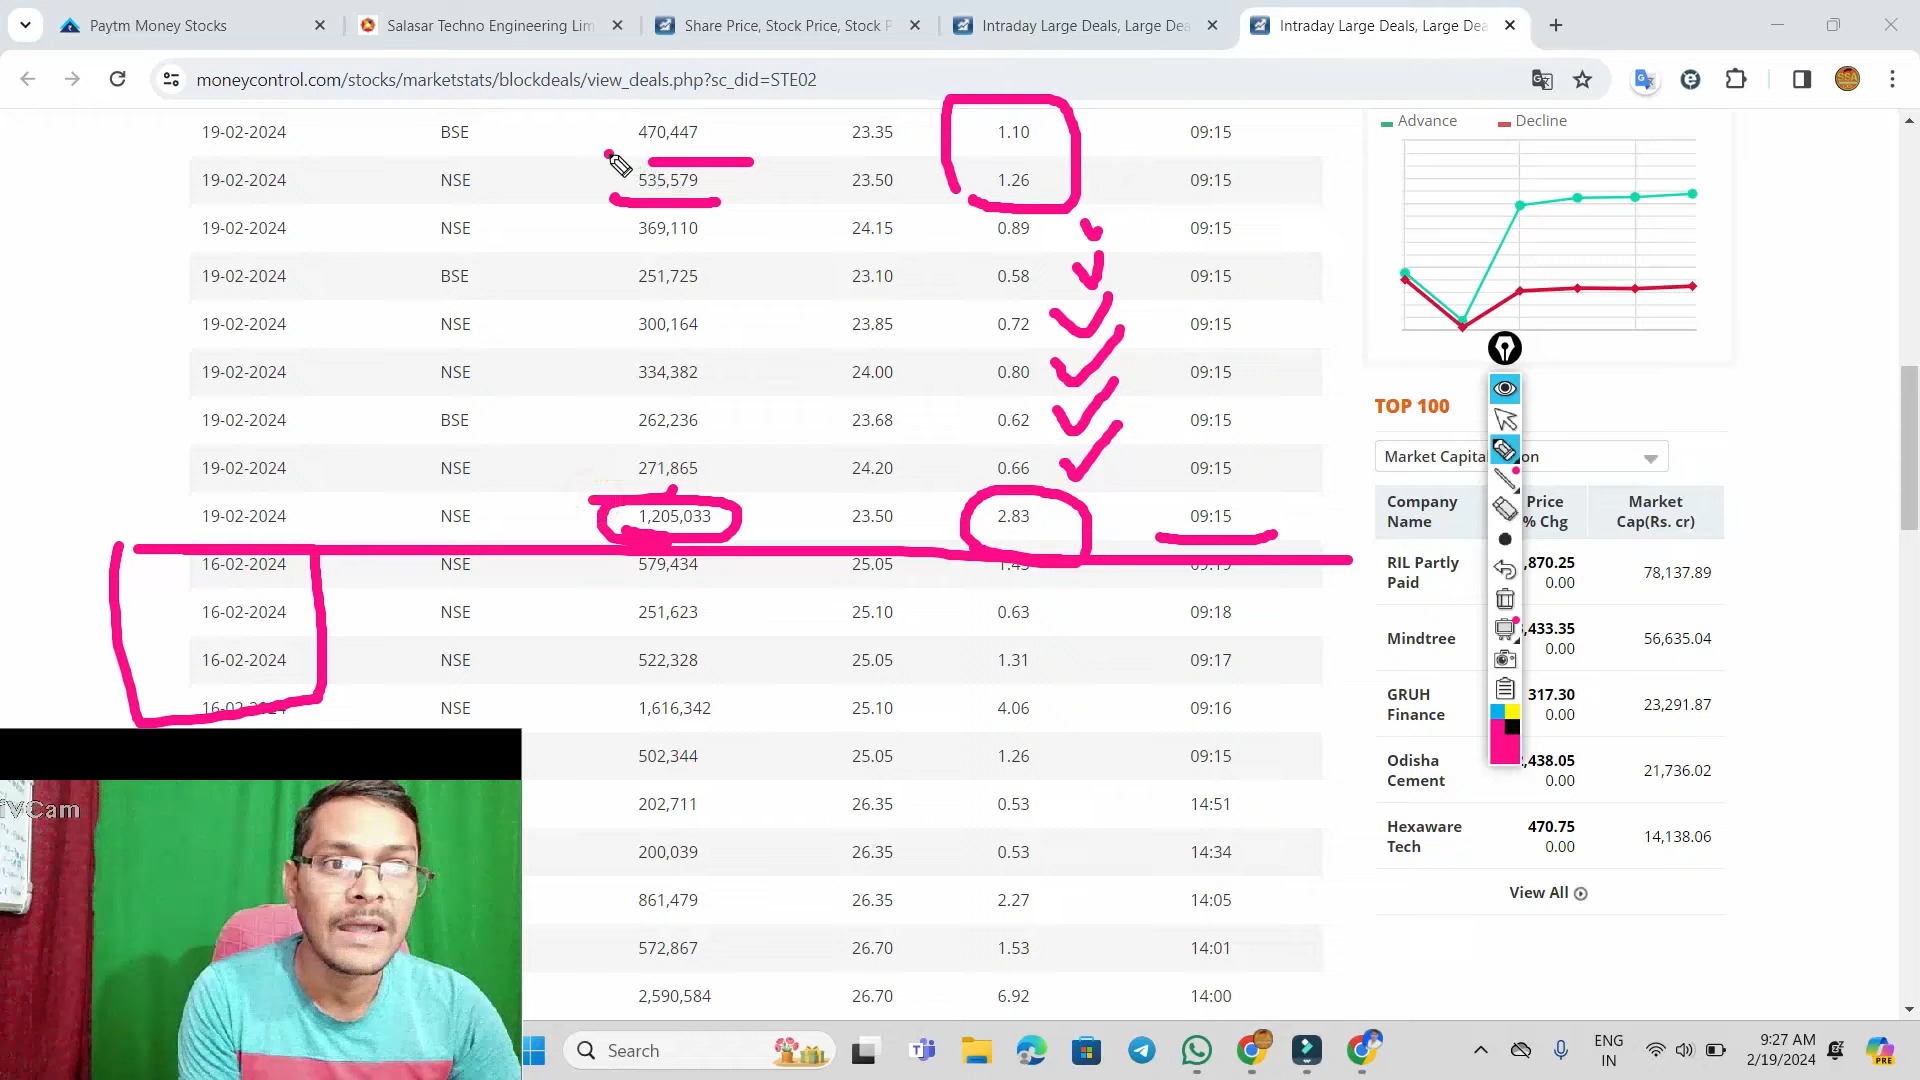 Paytm Money Stocks
Salasar Techno Engineering Lim
Share Price, Stock Price, Stock P
Intraday Large Deals, Large Dea
Intraday Large Deals, Large Dea
moneycontrol.com/stocks/marketstats/blockdeals/view_deals.php?sc_did=STE02
19-02-2024 BSE 470,447 23.35 1.10 09:15
19-02-2024 NSE 535,579 23.50 1.26 09:15
19-02-2024 NSE 369,110 24.15 0.89 09:15
19-02-2024 BSE 251,725 23.10 0.58 09:15
19-02-2024 NSE 300,164 23.85 0.72 09:15
19-02-2024 NSE 334,382 24.00 0.80 09:15
19-02-2024 BSE 262,236 23.68 0.62 09:15
19-02-2024 NSE 271,865 24.20 0.66 09:15
19-02-2024 NSE 1,205,033 23.50 2.83 09:15
16-02-2024 NSE 579,434 25.05 1.45 09:19
16-02-2024 NSE 251,623 25.10 0.63 09:18
16-02-2024 NSE 522,328 25.05 1.31 09:17
16-02-2024 NSE 1,616,342 25.10 4.06 09:16
502,344 25.05 1.26 09:15
202,711 26.35 0.53 14:51
200,039 26.35 0.53 14:34
861,479 26.35 2.27 14:05
572,867 26.70 1.53 14:01
2,590,584 26.70 6.92 14:00
Advance Decline
TOP 100
Market Capit on
Company Name Price % Chg Market Cap(Rs. cr)
RIL Partly Paid ,870.25 0.00 78,137.89
Mindtree ,433.35 0.00 56,635.04
GRUH Finance 317.30 0.00 23,291.87
Odisha Cement ,438.05 0.00 21,736.02
Hexaware Tech 470.75 0.00 14,138.06
View All
VCam
Search
PRE
ENG
IN
9:27 AM
2/19/2024